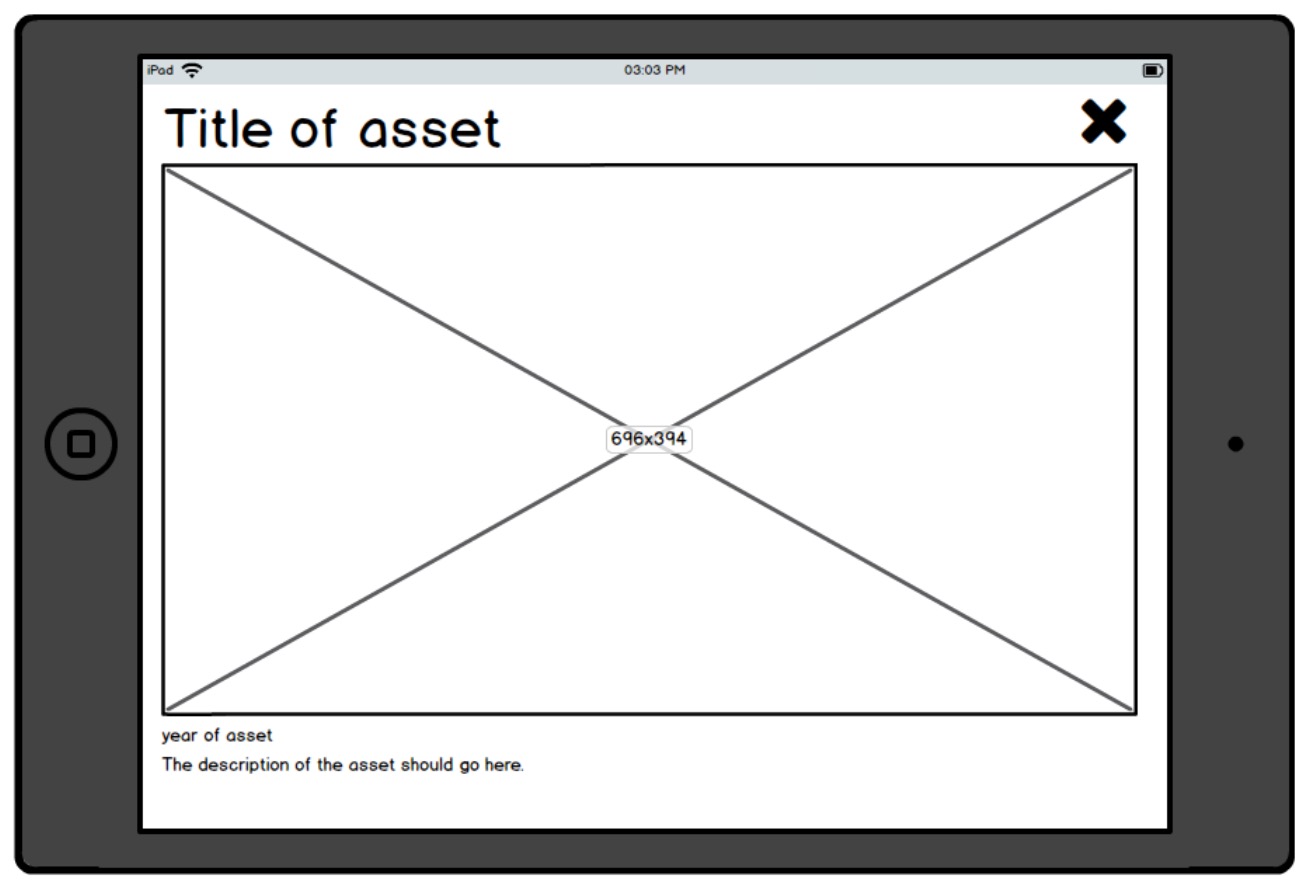 iPad 03:03 PM
Title of asset
696x394
year of asset
The description of the asset should go here.